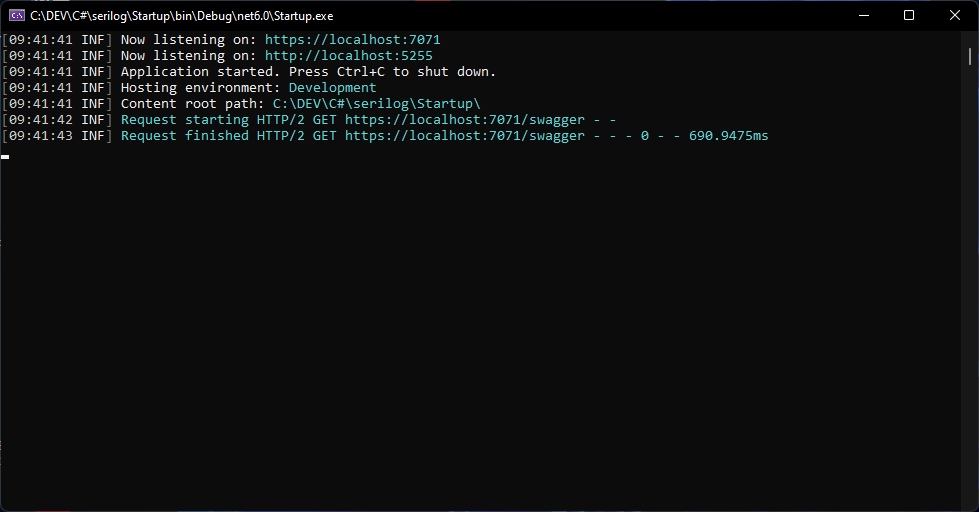 C:\DEV\C#\serilog\Startup\bin\Debug\net6.0\Startup.exe
[09:41:41 INF] Now listening on: https://localhost:7071
[09:41:41 INF] Now listening on: http://localhost:5255
[09:41:41 INF] Application started. Press Ctrl+C to shut down.
[09:41:41 INF] Hosting environment: Development
[09:41:41 INF] Content root path: C:\DEV\C#\serilog\Startup\
[09:41:42 INF] Request starting HTTP/2 GET https://localhost:7071/swagger - -
[09:41:43 INF] Request finished HTTP/2 GET https://localhost:7071/swagger - - - 0 - - 690.9475ms